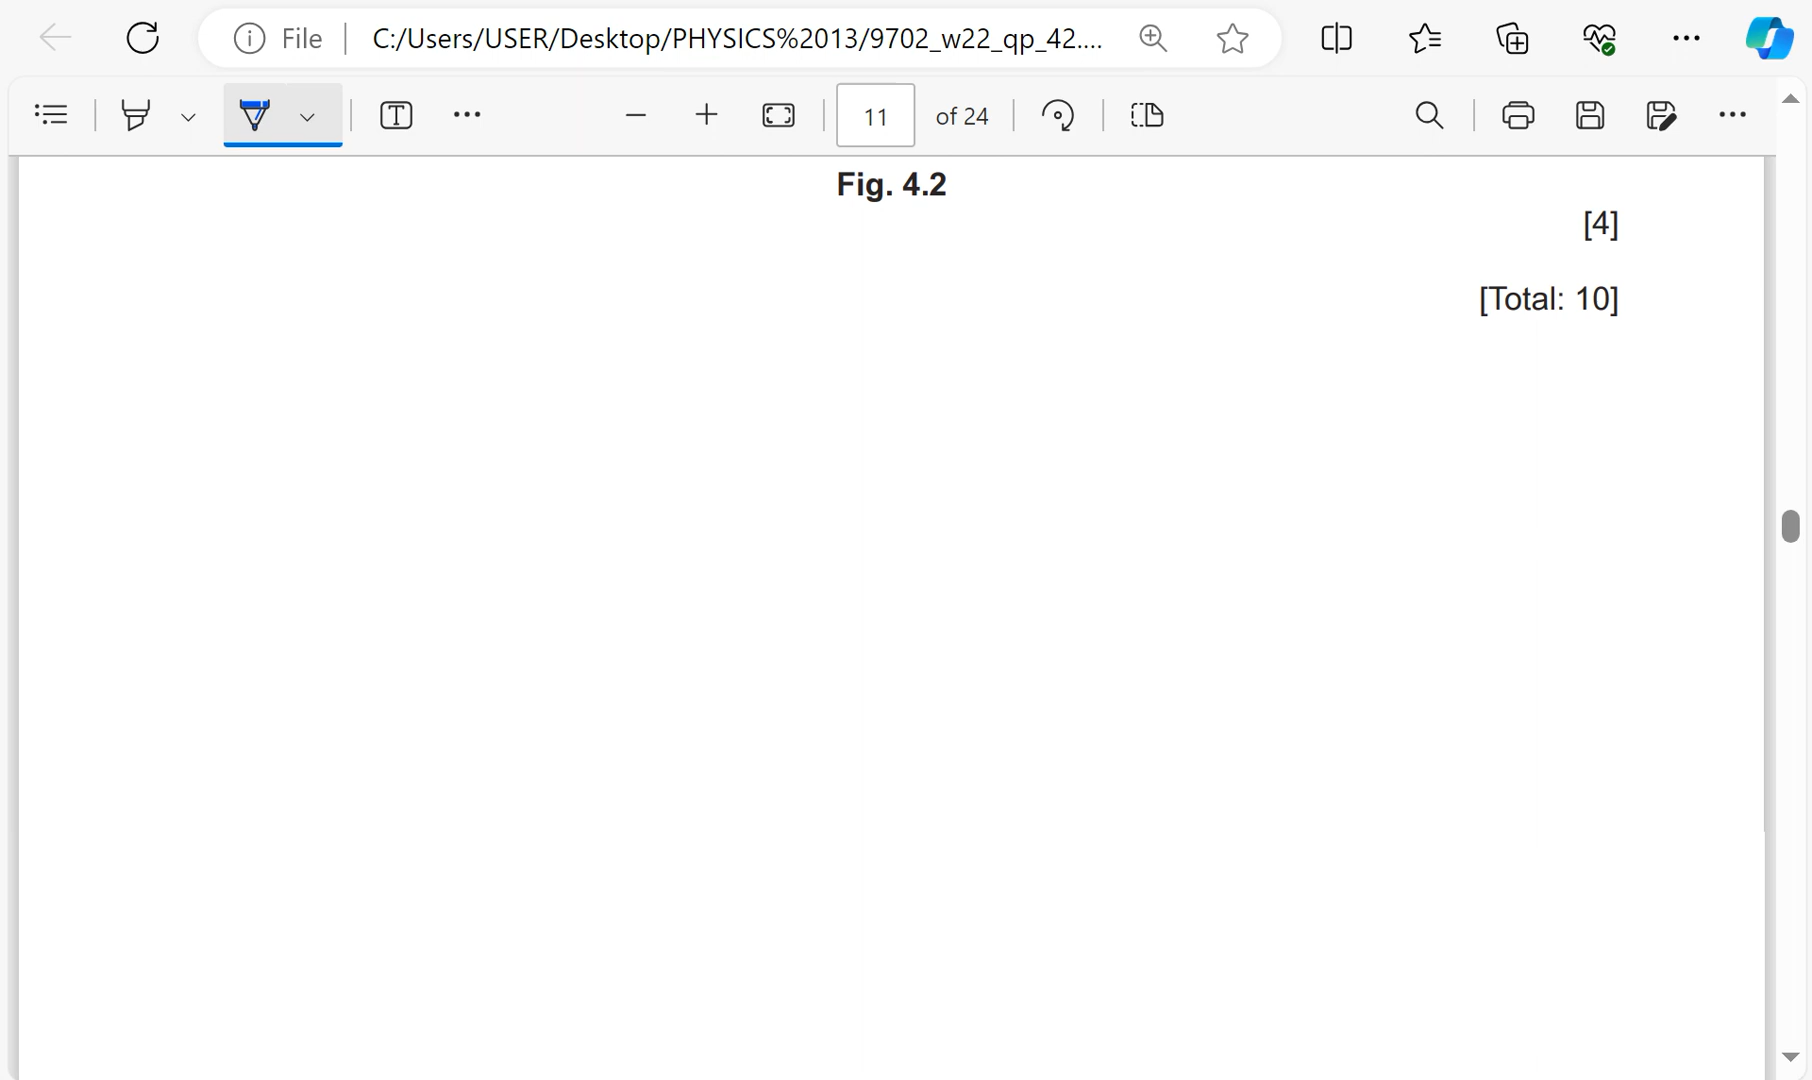 File C:/Users/USER/Desktop/PHYSICS%2013/9702_w22_qp_42....
11 of 24
Fig. 4.2
[4]
[Total: 10]